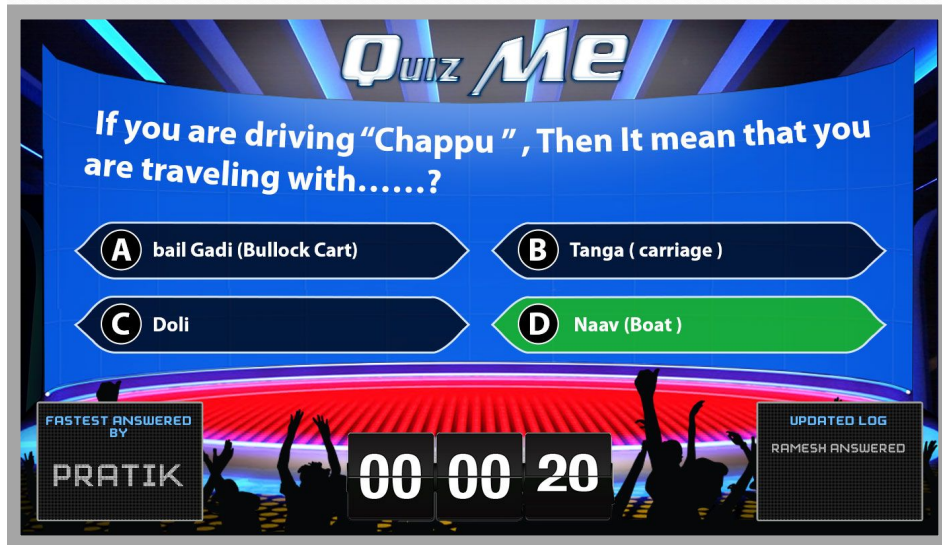 Quiz Me
If you are driving “Chappu ” , Then It mean that you
are traveling with......?
A bail Gadi (Bullock Cart)
B Tanga ( carriage )
C Doli
D Naav (Boat )
FASTEST ANSWERED
BY
PRATIK
00 00 20
UPDATED LOG
RAMESH ANSWERED